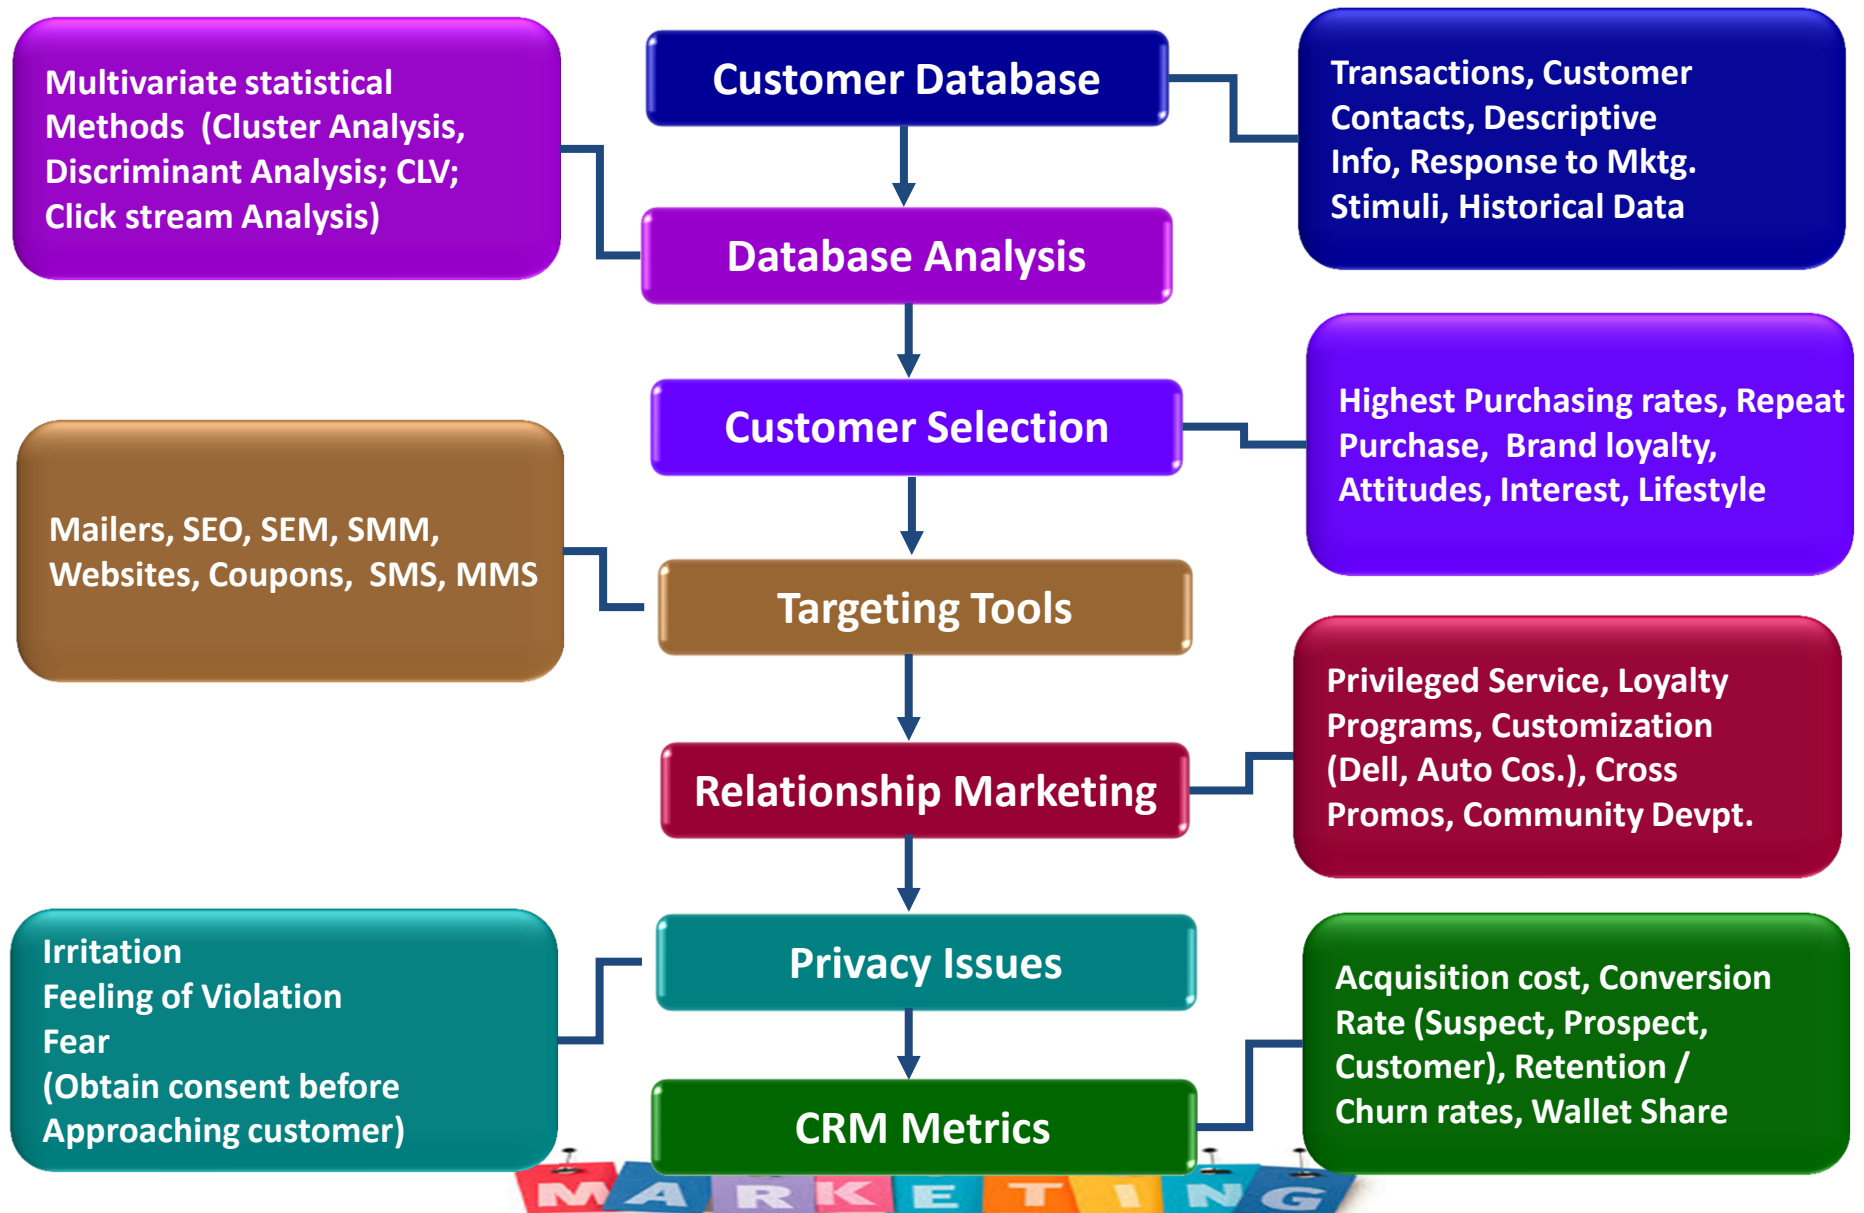 Customer Database
Transactions, Customer
Contacts, Descriptive
Info, Response to Mktg.
Stimuli, Historical Data
Multivariate statistical
Methods  (Cluster Analysis,
Discriminant Analysis; CLV;
Click stream Analysis)
Database Analysis
Customer Selection
Highest Purchasing rates, Repeat
Purchase,  Brand loyalty,
Attitudes, Interest, Lifestyle
Mailers, SEO, SEM, SMM,
Websites, Coupons,  SMS, MMS
Targeting Tools
Relationship Marketing
Privileged Service, Loyalty
Programs, Customization
(Dell, Auto Cos.), Cross
Promos, Community Devpt.
Irritation
Feeling of Violation
Fear
(Obtain consent before
Approaching customer)
Privacy Issues
CRM Metrics
Acquisition cost, Conversion
Rate (Suspect, Prospect,
Customer), Retention /
Churn rates, Wallet Share
MARKETING